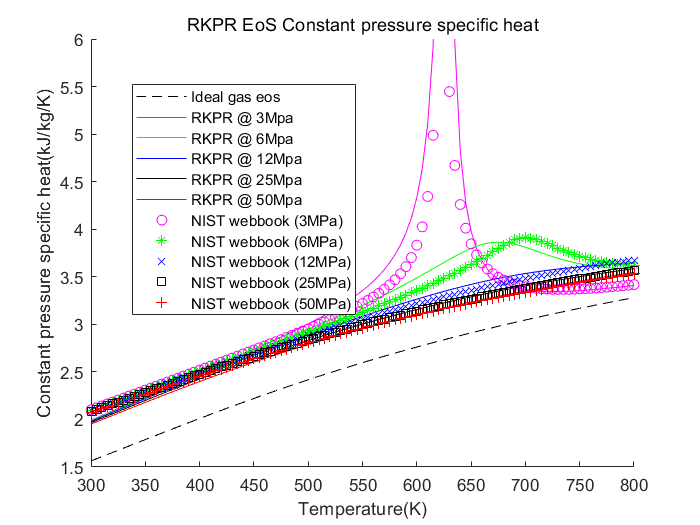 RKPR EoS Constant pressure specific heat
6
5.5
5
4.5
4
3.5
3
2.5
2
1.5
Constant pressure specific heat(kJ/kg/K)
Ideal gas eos
RKPR @ 3Mpa
RKPR @ 6Mpa
RKPR @ 12Mpa
RKPR @ 25Mpa
RKPR @ 50Mpa
NIST webbook (3MPa)
NIST webbook (6MPa)
NIST webbook (12MPa)
NIST webbook (25MPa)
NIST webbook (50MPa)
300 350 400 450 500 550 600 650 700 750 800
Temperature(K)